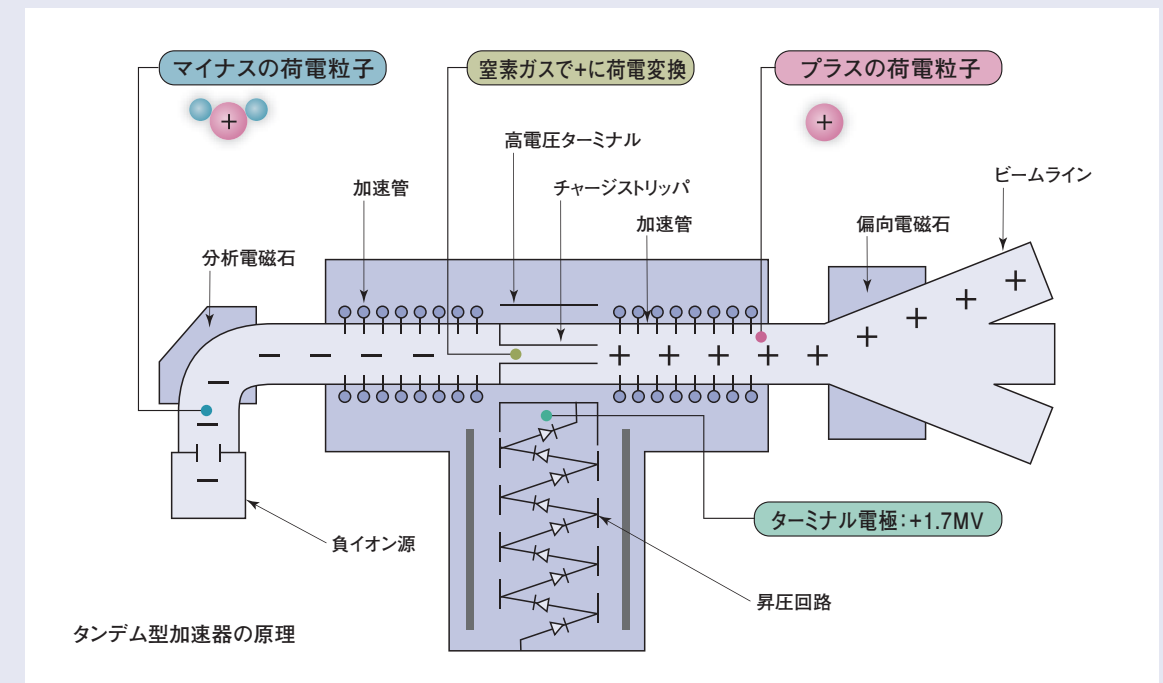 マイナスの荷電粒子
窒素ガスで+に荷電変換
プラスの荷電粒子
+
+
高電圧ターミナル
加速管
チャージストリッパ
加速管
ビームライン
偏向電磁石
分析電磁石
ターミナル電極:+1.7MV
負イオン源
昇圧回路
タンデム型加速器の原理